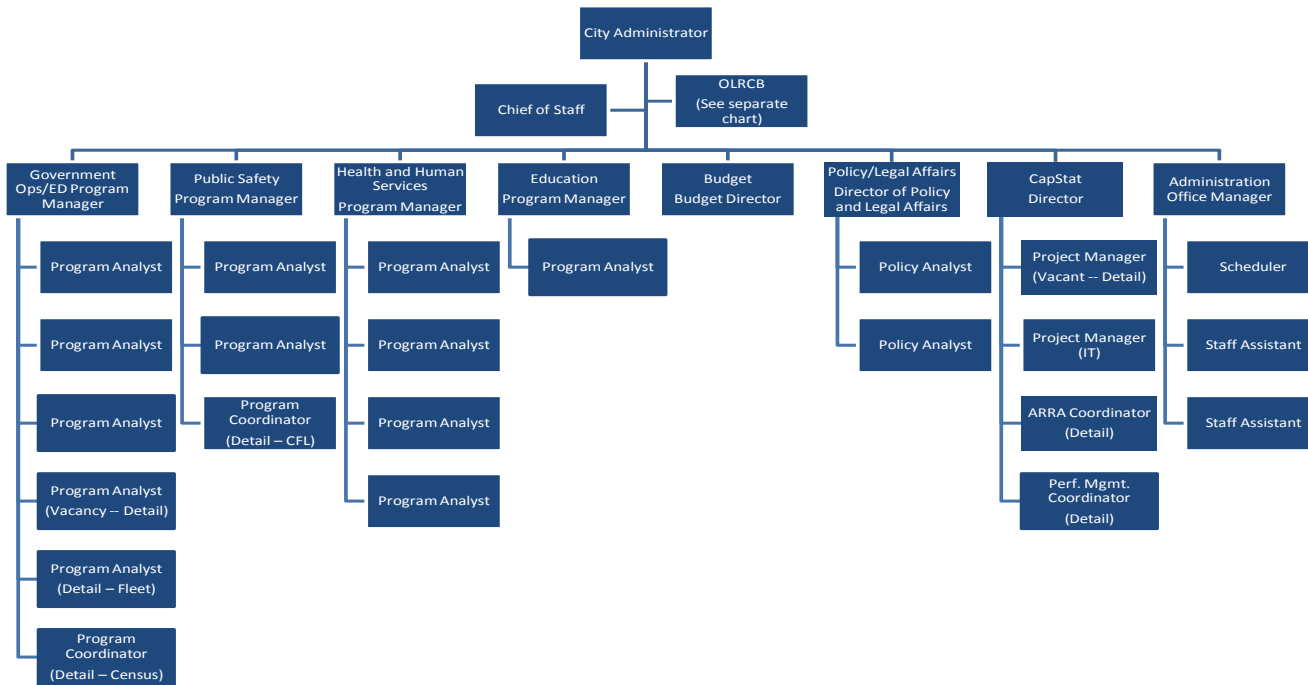 City Administrator
Chief of Staff
OLRCB
(See separate
chart)
Government
Ops/ED Program
Manager
Public Safety
Program Manager
Health and Human
Services
Program Manager
Education
Program Manager
Budget
Budget Director
Policy/Legal Affairs
Director of Policy
and Legal Affairs
CapStat
Director
Administration
Office Manager
Program Analyst
Program Analyst
Program Analyst
Program Analyst
(Vacancy -- Detail)
Program Analyst
(Detail – Fleet)
Program
Coordinator
(Detail – Census)
Program Analyst
Program Analyst
Program
Coordinator
(Detail – CFL)
Program Analyst
Program Analyst
Program Analyst
Program Analyst
Program Analyst
Policy Analyst
Policy Analyst
Project Manager
(Vacant -- Detail)
Project Manager
(IT)
ARRA Coordinator
(Detail)
Perf. Mgmt.
Coordinator
(Detail)
Scheduler
Staff Assistant
Staff Assistant